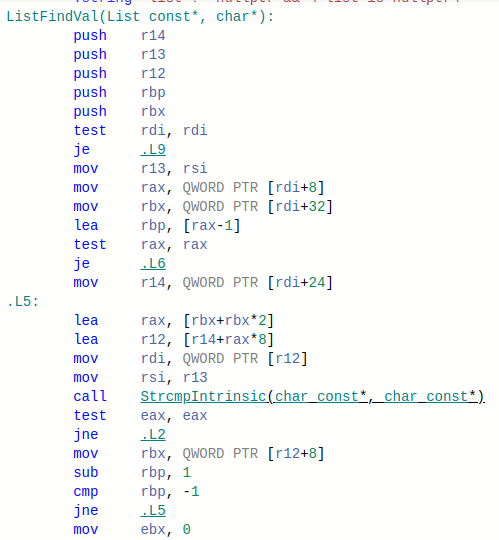 ListFindVal(List const*, char*):
push r14
push r13
push r12
push rbp
push rbx
test rdi, rdi
je .L9
mov r13, rsi
mov rax, QWORD PTR [rdi+8]
mov rbx, QWORD PTR [rdi+32]
lea rbp, [rax-1]
test rax, rax
je .L6
mov r14, QWORD PTR [rdi+24]
.L5:
lea rax, [rbx+rbx*2]
lea r12, [r14+rax*8]
mov rdi, QWORD PTR [r12]
mov rsi, r13
call StrcmpIntrinsic(char const*, char const*)
test eax, eax
jne .L2
mov rbx, QWORD PTR [r12+8]
sub rbp, 1
cmp rbp, -1
jne .L5
mov ebx, 0